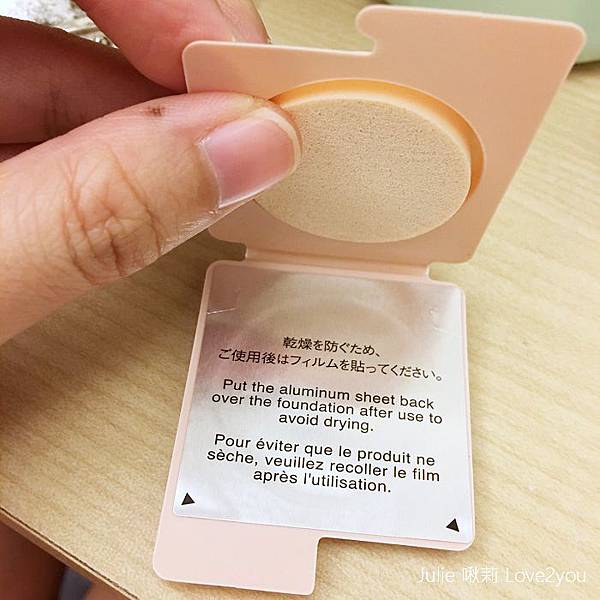 乾燥を防ぐため、
ご使用後はフィルムを貼ってください。
Put the aluminum sheet back
over the foundation after use to
avoid drying.
Pour éviter que le produit ne
sèche, veuillez recoller le film
après l'utilisation.
Julie 啾莉 Love2you